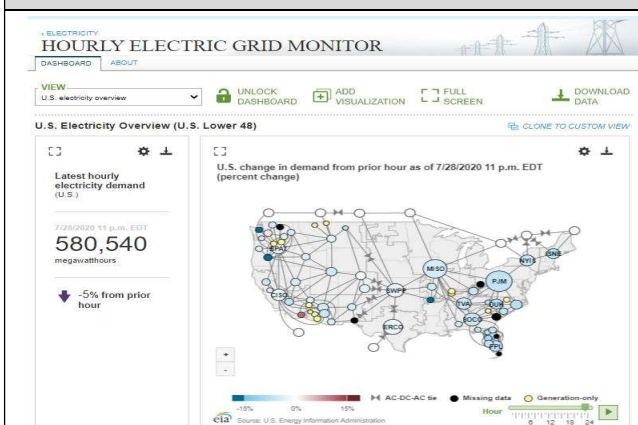 ‹ ELECTRICITY
HOURLY ELECTRIC GRID MONITOR
DASHBOARD ABOUT
VIEW
U.S. electricity overview
UNLOCK DASHBOARD
ADD VISUALIZATION
FULL SCREEN
DOWNLOAD DATA
U.S. Electricity Overview (U.S. Lower 48)
CLONE TO CUSTOM VIEW
Latest hourly
electricity demand
(U.S.)
7/28/2020 11 p.m. EDT
580,540
megawatthours
-5% from prior
hour
U.S. change in demand from prior hour as of 7/28/2020 11 p.m. EDT
(percent change)
BPAT
CISO
SWPP
ERCO
MISO
TVA
SOCO
DUK
FPL
PJM
NYIS
ISNE
+
-
-15% 0% 15%
AC-DC-AC tie
Missing data
Generation-only
Hour
6 12 18 24
eia Source: U.S. Energy Information Administration